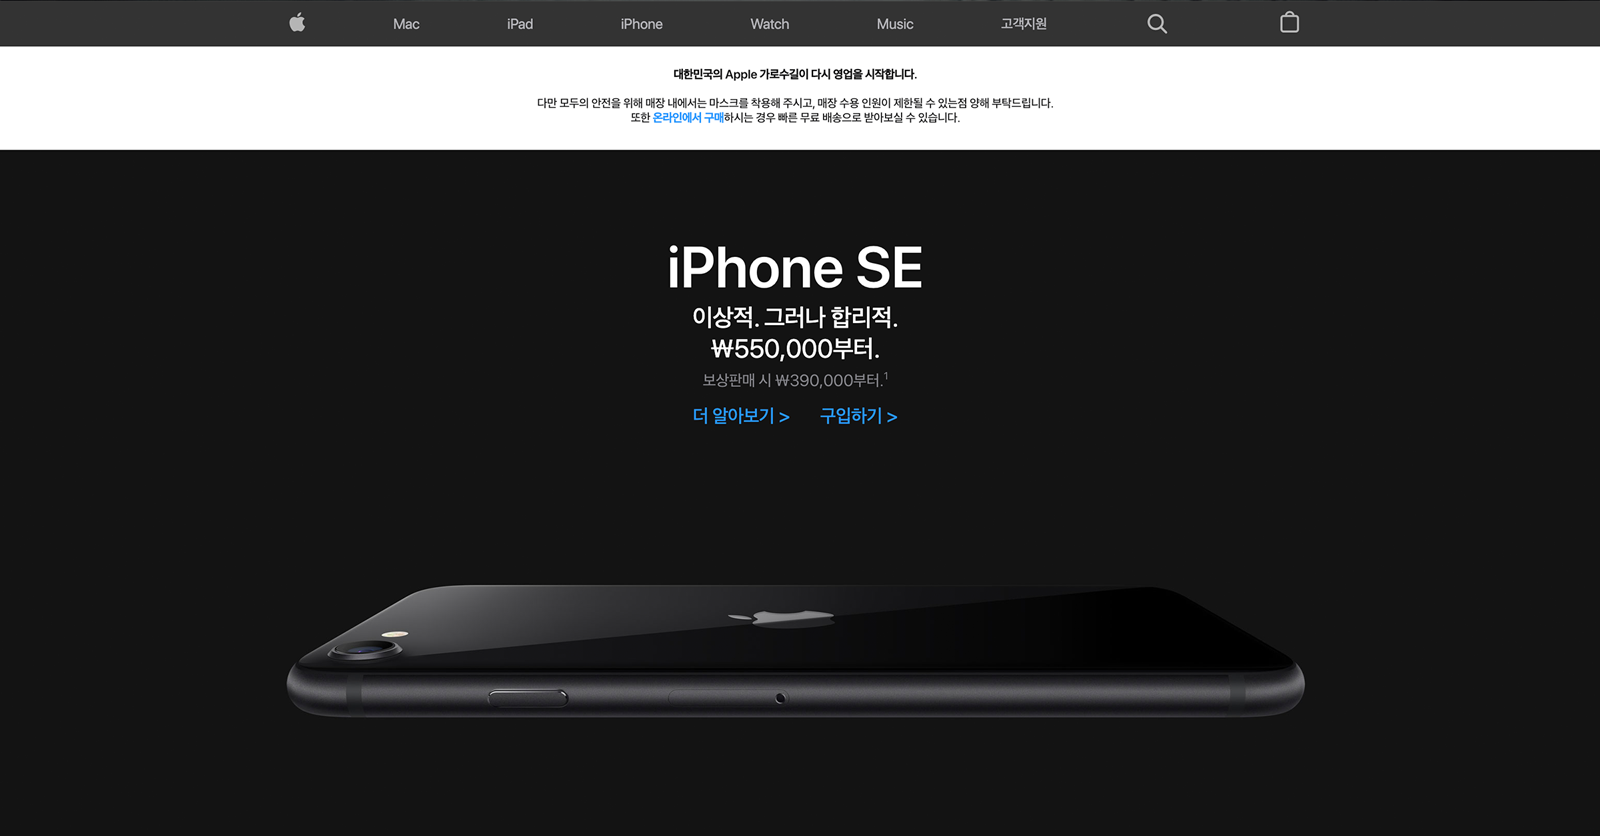 Mac
iPad
iPhone
Watch
Music
고객지원
대한민국의 Apple 가로수길이 다시 영업을 시작합니다.
다만 모두의 안전을 위해 매장 내에서는 마스크를 착용해 주시고, 매장 수용 인원이 제한될 수 있는점 양해 부탁드립니다.
또한 온라인에서 구매하시는 경우 빠른 무료 배송으로 받아보실 수 있습니다.
iPhone SE
이상적. 그러나 합리적.
₩550,000부터.
보상판매 시 ₩390,000부터.¹
더 알아보기 > 구입하기 >